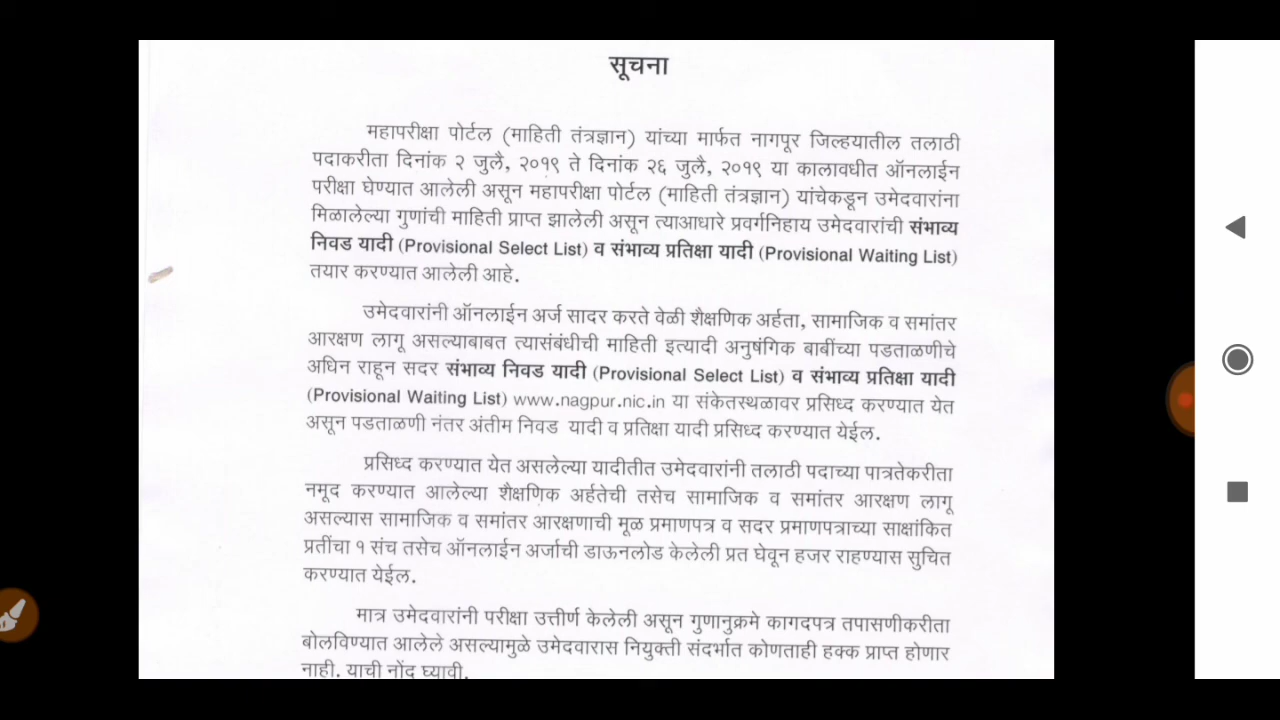 सूचना
महापरीक्षा पोर्टल (माहिती तंत्रज्ञान) यांच्या मार्फत नागपूर जिल्हयातील तलाठी
पदाकरीता दिनांक २ जुलै, २०१९ ते दिनांक २६ जुलै, २०१९ या कालावधीत ऑनलाईन
परीक्षा घेण्यात आलेली असून महापरीक्षा पोर्टल (माहिती तंत्रज्ञान) यांचेकडून उमेदवारांना
मिळालेल्या गुणांची माहिती प्राप्त झालेली असून त्याआधारे प्रवर्गनिहाय उमेदवारांची संभाव्य
निवड यादी (Provisional Select List) व संभाव्य प्रतिक्षा यादी (Provisional Waiting List)
तयार करण्यात आलेली आहे.
उमेदवारांनी ऑनलाईन अर्ज सादर करते वेळी शैक्षणिक अर्हता, सामाजिक व समांतर
आरक्षण लागू असल्याबाबत त्यासंबंधीची माहिती इत्यादी अनुषंगिक बाबींच्या पडताळणीचे
अधिन राहून सदर संभाव्य निवड यादी (Provisional Select List) व संभाव्य प्रतिक्षा यादी
(Provisional Waiting List) www.nagpur.nic.in या संकेतस्थळावर प्रसिध्द करण्यात येत
असून पडताळणी नंतर अंतीम निवड यादी व प्रतिक्षा यादी प्रसिध्द करण्यात येईल.
प्रसिध्द करण्यात येत असलेल्या यादीतीत उमेदवारांनी तलाठी पदाच्या पात्रतेकरीता
नमूद करण्यात आलेल्या शैक्षणिक अर्हतेची तसेच सामाजिक व समांतर आरक्षण लागू
असल्यास सामाजिक व समांतर आरक्षणाची मूळ प्रमाणपत्र व सदर प्रमाणपत्राच्या साक्षांकित
प्रतींचा १ संच तसेच ऑनलाईन अर्जाची डाऊनलोड केलेली प्रत घेवून हजर राहण्यास सुचित
करण्यात येईल.
मात्र उमेदवारांनी परीक्षा उत्तीर्ण केलेली असून गुणानुक्रमे कागदपत्र तपासणीकरीता
बोलविण्यात आलेले असल्यामुळे उमेदवारास नियुक्ती संदर्भात कोणताही हक्क प्राप्त होणार
नाही. याची नोंद घ्यावी.